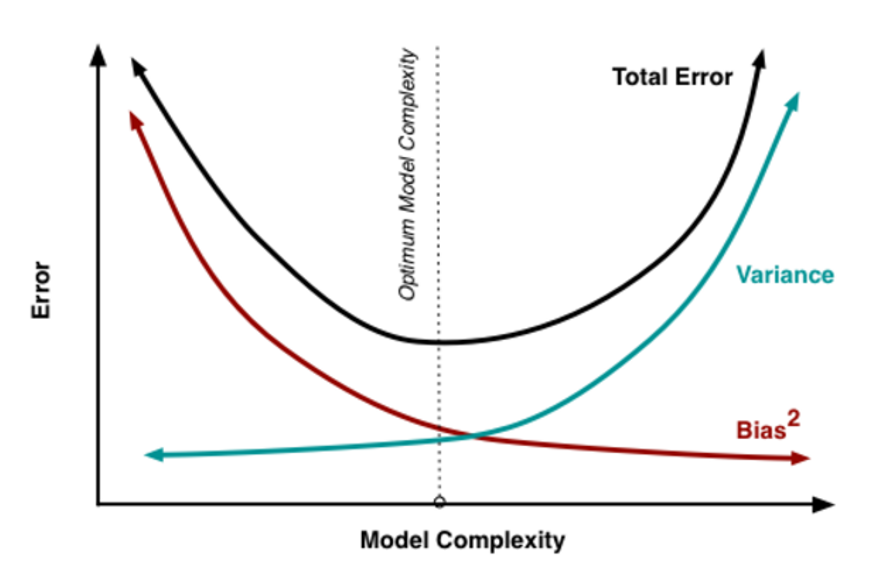 Total Error
Optimum Model Complexity
Variance
Error
Bias²
Model Complexity